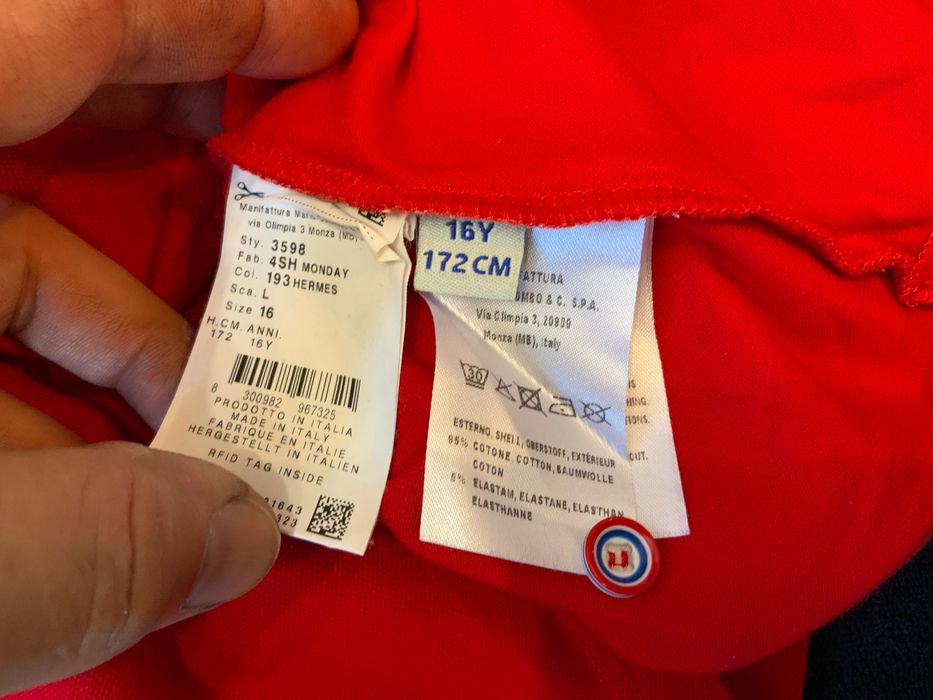 Manifattura
via Olimpia 3 Monza (MB)
Sty. 3598
Fab. 4SH MONDAY
Col. 193 HERMES
Sca. L
Size 16
H.CM. ANNI.
172 16Y
8 300982 967325
PRODOTTO IN ITALIA
MADE IN ITALY
FABRIQUE EN ITALIE
HERGESTELLT IN ITALIEN
RFID TAG INSIDE
16Y
172 CM
Via Olimpia 3, 20900
Monza (MB), Italy
& C. S.P.A.
30
ESTERNO, SHELL, OBERSTOFF, EXTÉRIEUR
95% COTONE, COTTON, BAUMWOLLE
COTON
5% ELASTAM, ELASTANE, ELASTHAN
ELASTHANNE